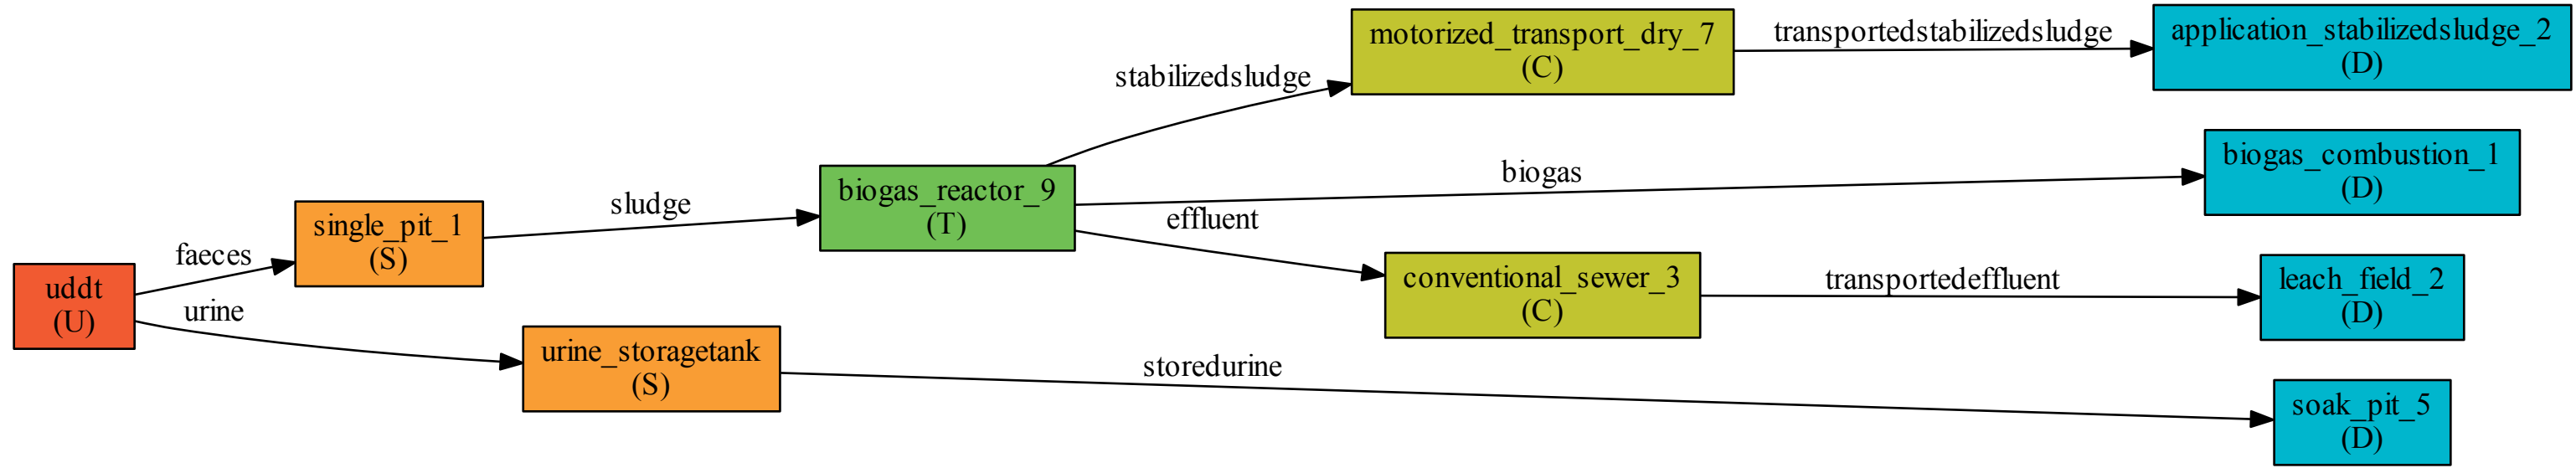 uddt
(U)
faeces
urine
single_pit_1
(S)
urine_storagetank
(S)
sludge
storedurine
biogas_reactor_9
(T)
stabilizedsludge
biogas
effluent
motorized_transport_dry_7
(C)
conventional_sewer_3
(C)
transportedstabilizedsludge
transportedeffluent
application_stabilizedsludge_2
(D)
biogas_combustion_1
(D)
leach_field_2
(D)
soak_pit_5
(D)